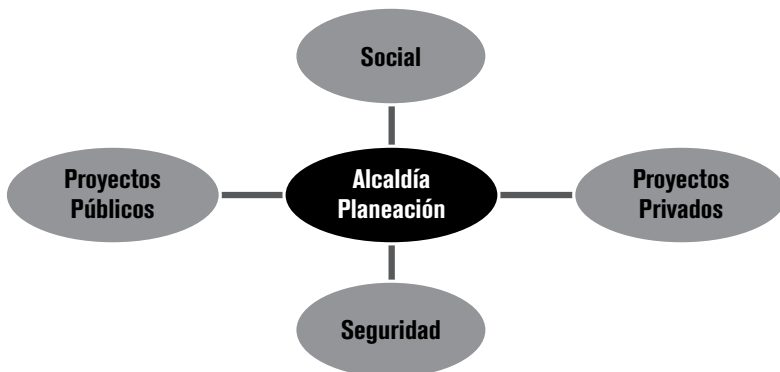 Social
Proyectos
Públicos
Alcaldía
Planeación
Proyectos
Privados
Seguridad